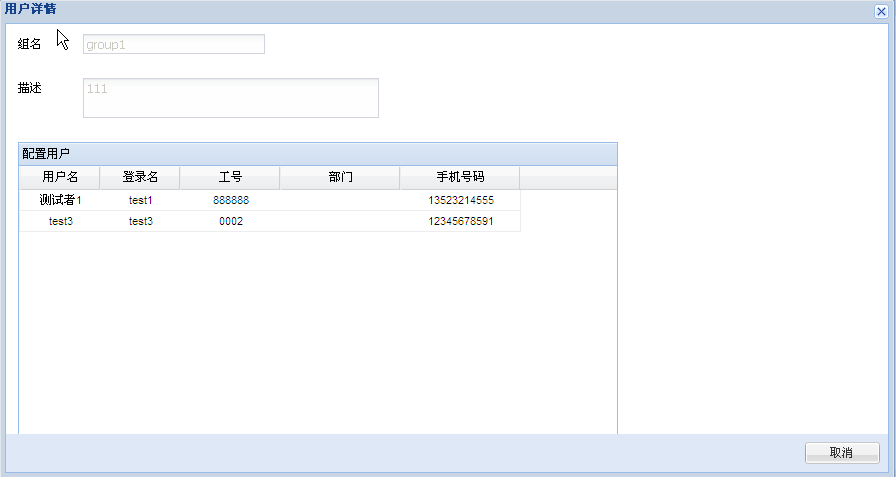 用户详情
组名 group1
描述 111
配置用户
用户名 登录名 工号 部门 手机号码
测试者1 test1 888888 13523214555
test3 test3 0002 12345678591
取消